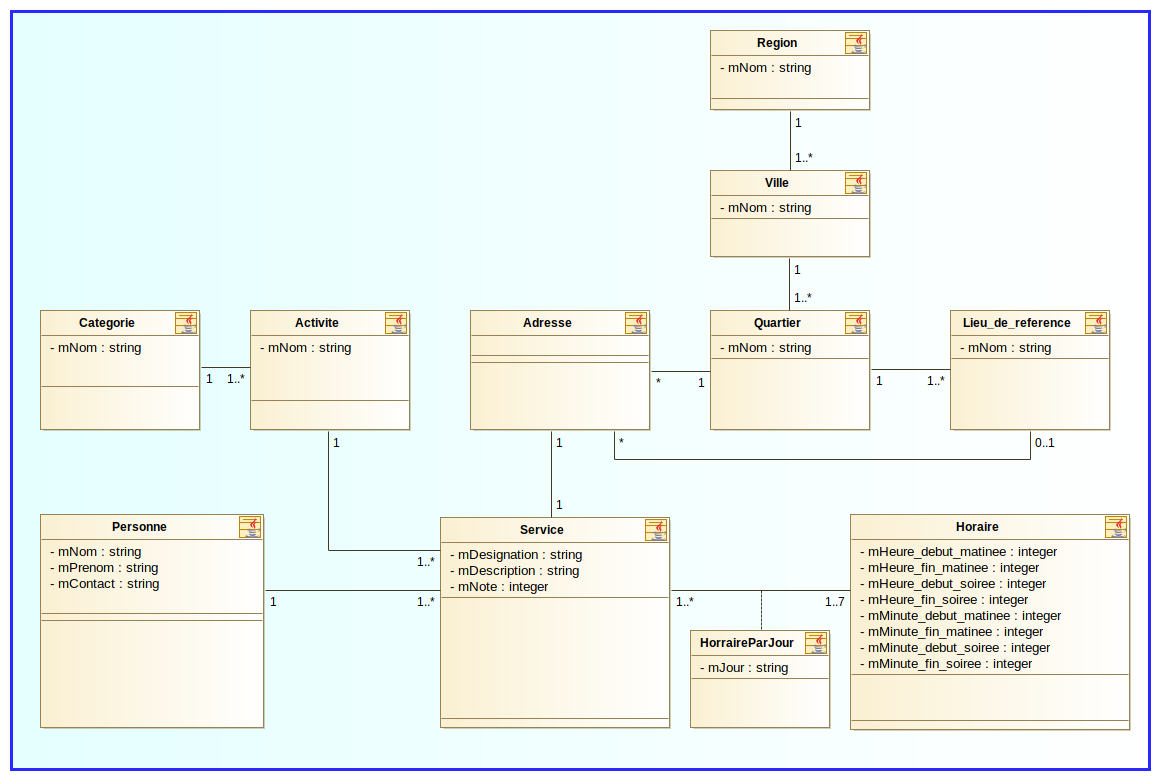 Region
- mNom : string
1
1..*
Ville
- mNom : string
1
1..*
Categorie
- mNom : string
1
1..*
Activite
- mNom : string
Adresse
*
1
Quartier
- mNom : string
1
1..*
Lieu_de_reference
- mNom : string
1
1
*
0..1
1
Personne
- mNom : string
- mPrenom : string
- mContact : string
1
1..*
1..*
Service
- mDesignation : string
- mDescription : string
- mNote : integer
1..*
1..7
HorraireParJour
- mJour : string
Horaire
- mHeure_debut_matinee : integer
- mHeure_fin_matinee : integer
- mHeure_debut_soiree : integer
- mHeure_fin_soiree : integer
- mMinute_debut_matinee : integer
- mMinute_fin_matinee : integer
- mMinute_debut_soiree : integer
- mMinute_fin_soiree : integer